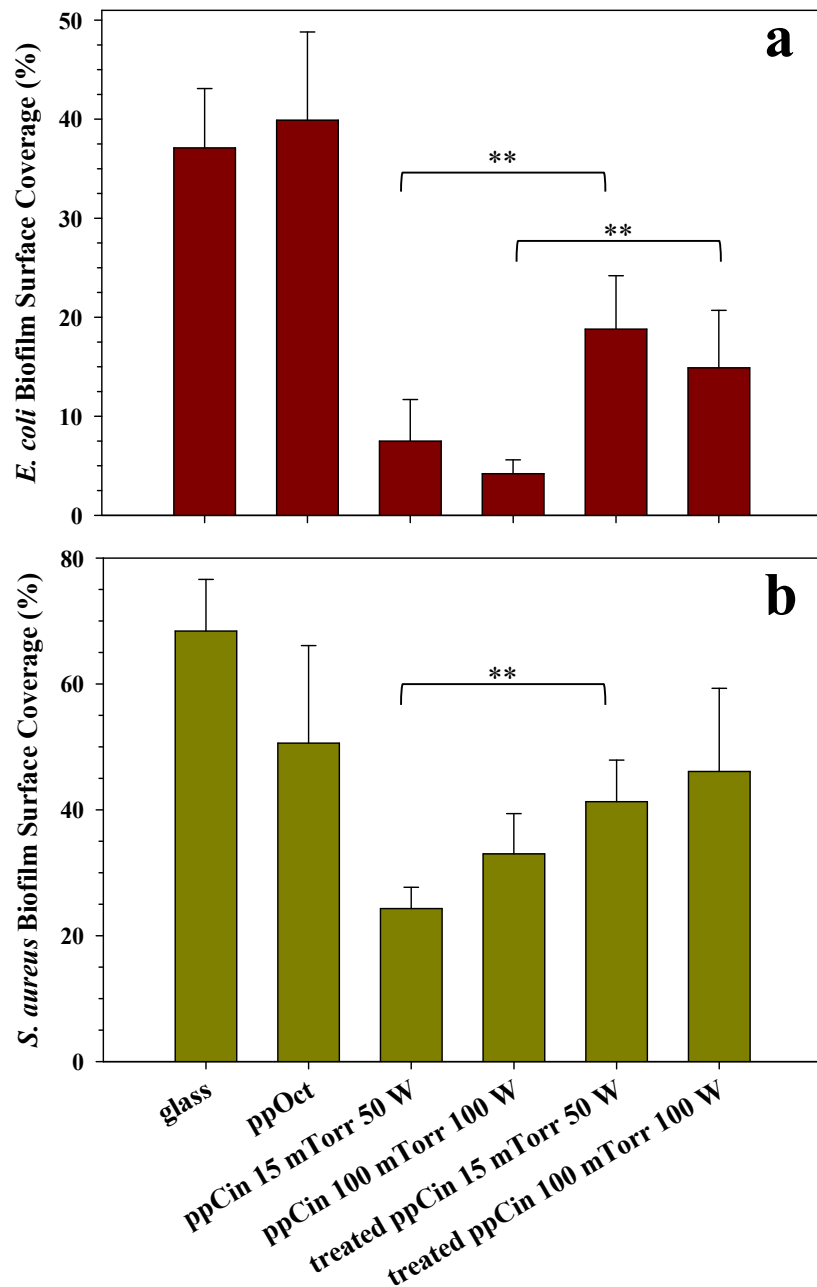 a
E. coli Biofilm Surface Coverage (%)
50
40
30
20
10
0
**
**
b
S. aureus Biofilm Surface Coverage (%)
80
60
40
20
0
**
glass
ppOct
ppCin 15 mTorr 50 W
ppCin 100 mTorr 100 W
treated ppCin 15 mTorr 50 W
treated ppCin 100 mTorr 100 W